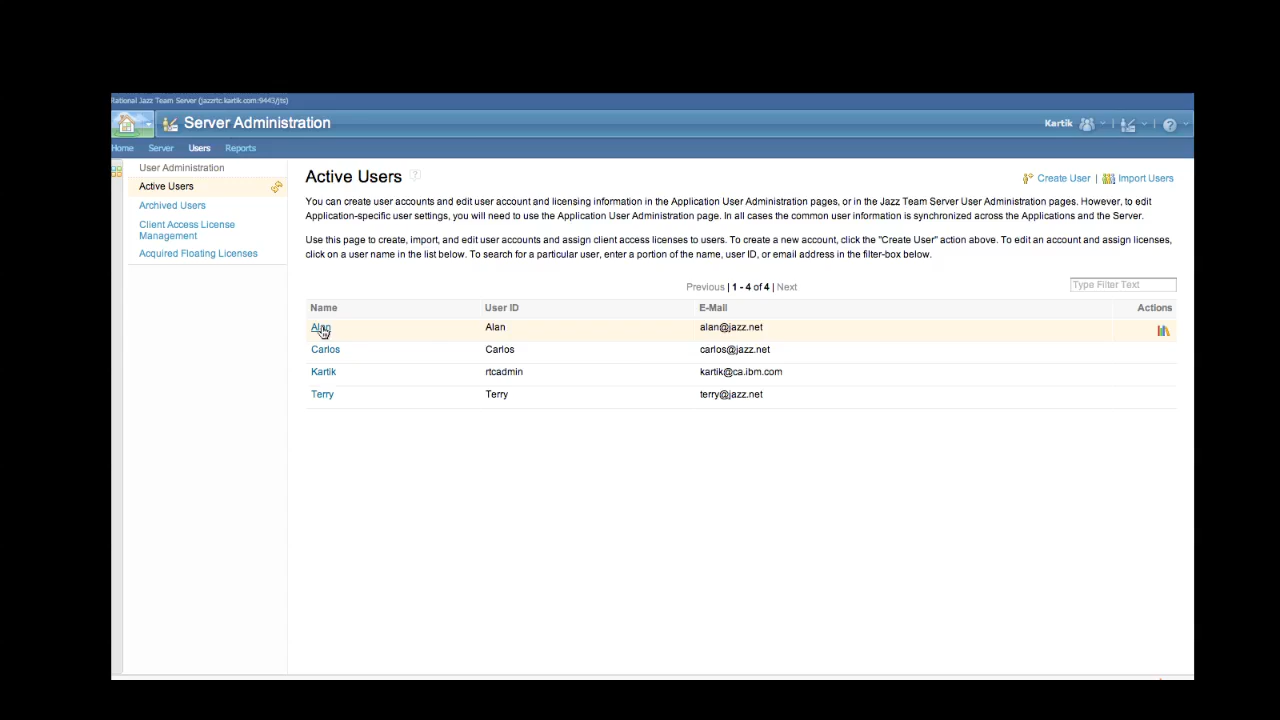 Rational Jazz Team Server (jazzrtc.kartik.com:9443/jts)
Server Administration
Kartik
Home Server Users Reports
User Administration
Active Users
Archived Users
Client Access License
Management
Acquired Floating Licenses
Active Users
Create User | Import Users
You can create user accounts and edit user account and licensing information in the Application User Administration pages, or in the Jazz Team Server User Administration pages. However, to edit
Application-specific user settings, you will need to use the Application User Administration page. In all cases the common user information is synchronized across the Applications and the Server.
Use this page to create, import, and edit user accounts and assign client access licenses to users. To create a new account, click the "Create User" action above. To edit an account and assign licenses,
click on a user name in the list below. To search for a particular user, enter a portion of the name, user ID, or email address in the filter-box below.
Previous | 1 - 4 of 4 | Next
Type Filter Text
Name User ID E-Mail Actions
Alan Alan alan@jazz.net
Carlos Carlos carlos@jazz.net
Kartik rtcadmin kartik@ca.ibm.com
Terry Terry terry@jazz.net